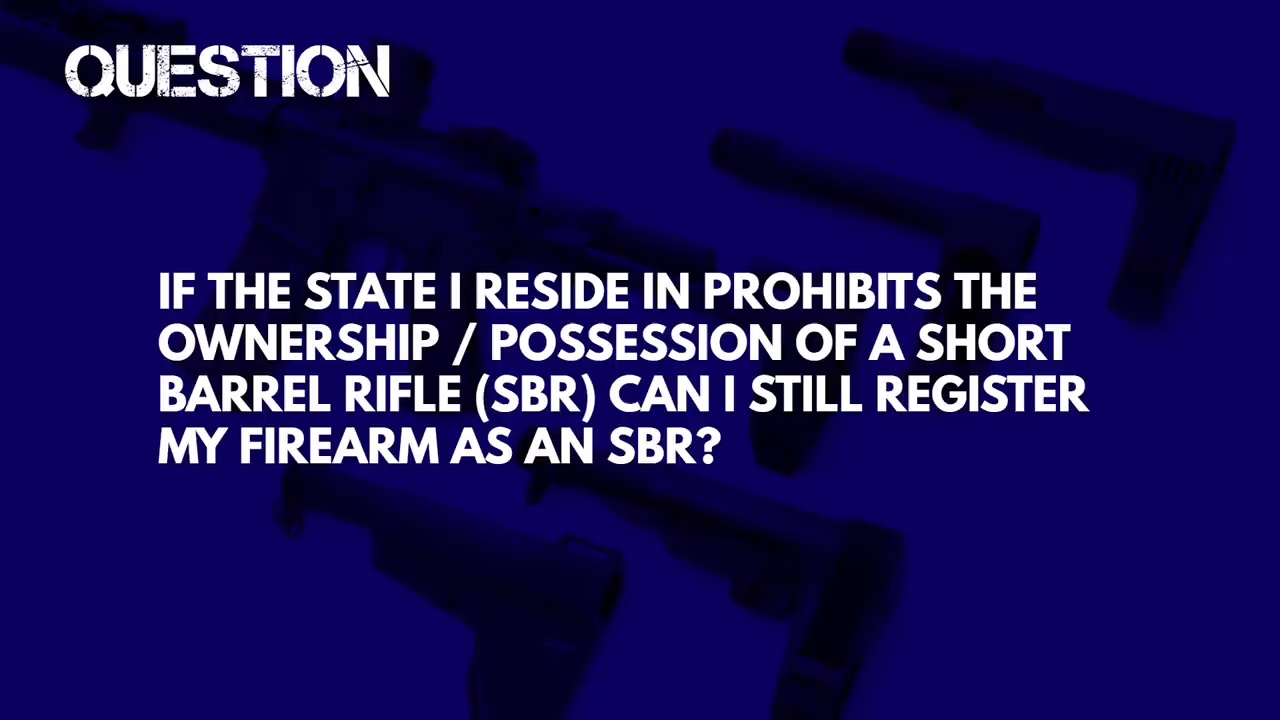 QUESTION
IF THE STATE I RESIDE IN PROHIBITS THE
OWNERSHIP / POSSESSION OF A SHORT
BARREL RIFLE (SBR) CAN I STILL REGISTER
MY FIREARM AS AN SBR?